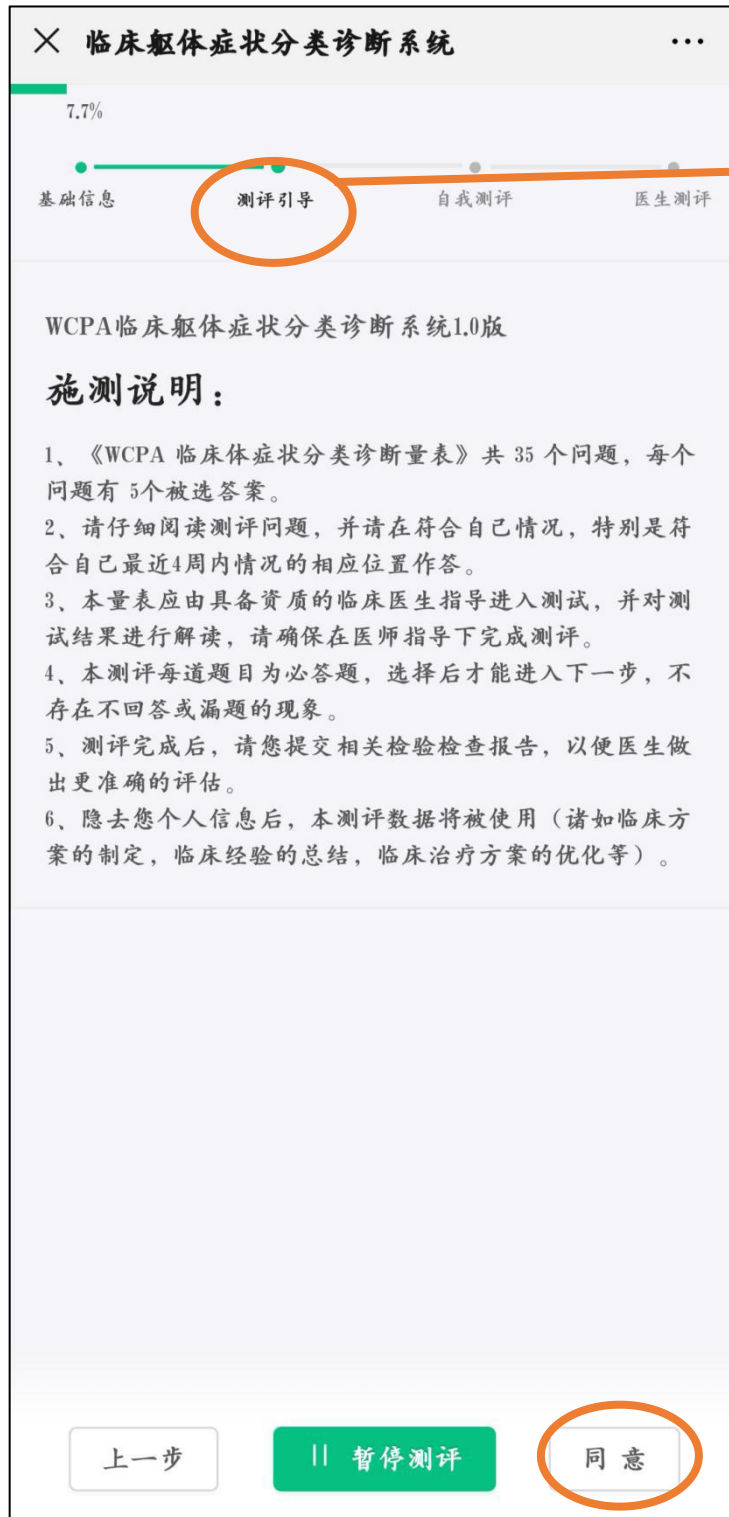 临床躯体症状分类诊断系统
7.7%
基础信息 测评引导 自我测评 医生测评
WCPA临床躯体症状分类诊断系统1.0版
施测说明：
1、《WCPA 临床体症状分类诊断量表》共 35 个问题，每个
问题有 5个被选答案。
2、请仔细阅读测评问题，并请在符合自己情况，特别是符
合自己最近4周内情况的相应位置作答。
3、本量表应由具备资质的临床医生指导进入测试，并对测
试结果进行解读，请确保在医师指导下完成测评。
4、本测评每道题目为必答题，选择后才能进入下一步，不
存在不回答或漏题的现象。
5、测评完成后，请您提交相关检验检查报告，以便医生做
出更准确的评估。
6、隐去您个人信息后，本测评数据将被使用（诸如临床方
案的制定，临床经验的总结，临床治疗方案的优化等）。
上一步 暂停测评 同意